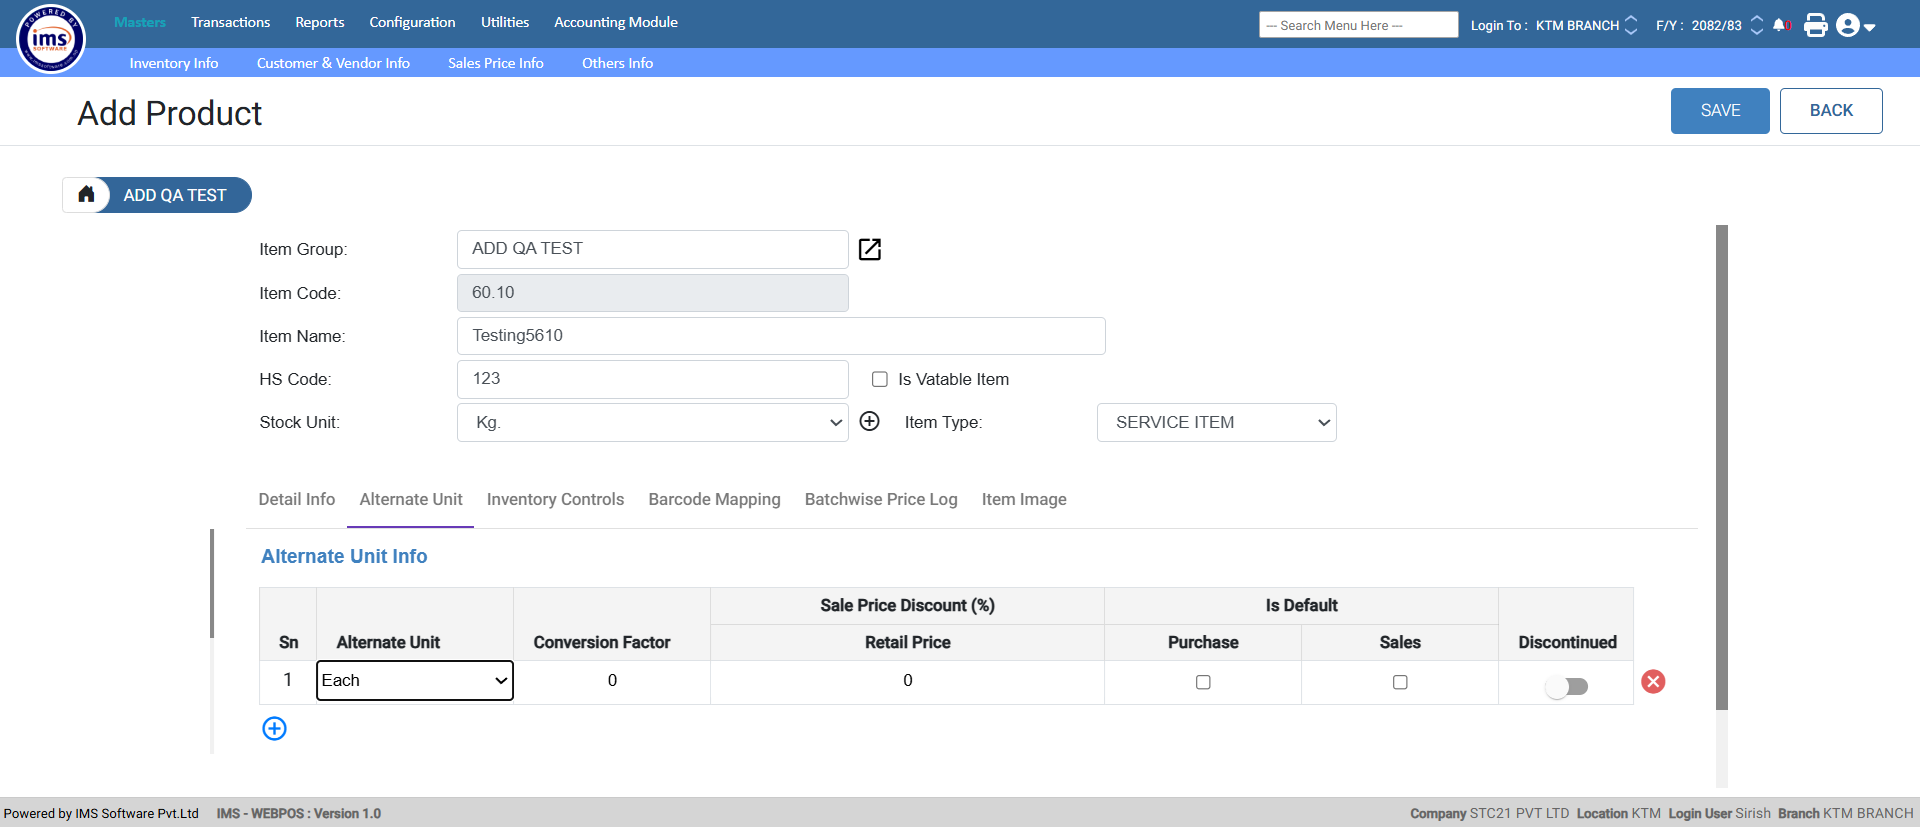 POWERED BY
ims
SOFTWARE
Masters Transactions Reports Configuration Utilities Accounting Module
--- Search Menu Here --- Login To : KTM BRANCH F/Y : 2082/83 0
Inventory Info Customer & Vendor Info Sales Price Info Others Info
Add Product
SAVE BACK
ADD QA TEST
Item Group: ADD QA TEST
Item Code: 60.10
Item Name: Testing5610
HS Code: 123 Is Vatable Item
Stock Unit: Kg. Item Type: SERVICE ITEM
Detail Info Alternate Unit Inventory Controls Barcode Mapping Batchwise Price Log Item Image
Alternate Unit Info
Sale Price Discount (%) Is Default
Sn Alternate Unit Conversion Factor Retail Price Purchase Sales Discontinued
1 Each 0 0
Powered by IMS Software Pvt.Ltd IMS - WEBPOS : Version 1.0 Company STC21 PVT LTD Location KTM Login User Sirish Branch KTM BRANCH